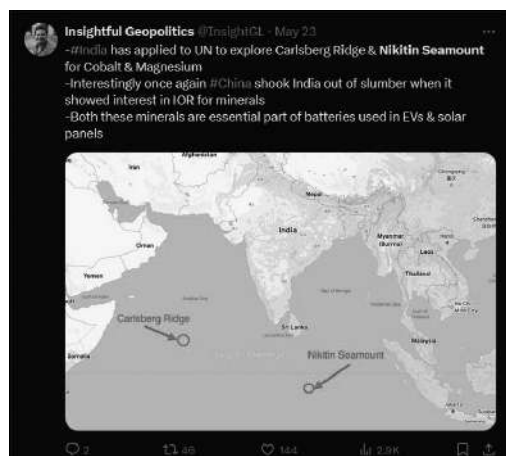 Insightful Geopolitics @InsightGL · May 23
-#India has applied to UN to explore Carlsberg Ridge & Nikitin Seamount
for Cobalt & Magnesium
-Interestingly once again #China shook India out of slumber when it
showed interest in IOR for minerals
-Both these minerals are essential part of batteries used in EVs & solar
panels
Afghanistan
Iran
Nepal
India
Oman
Myanmar
(Burma)
Laos
Yemen
Thailand
Carlsberg Ridge
Sri Lanka
Nikitin Seamount
Malaysia
Somalia
2
46
144
2.9K